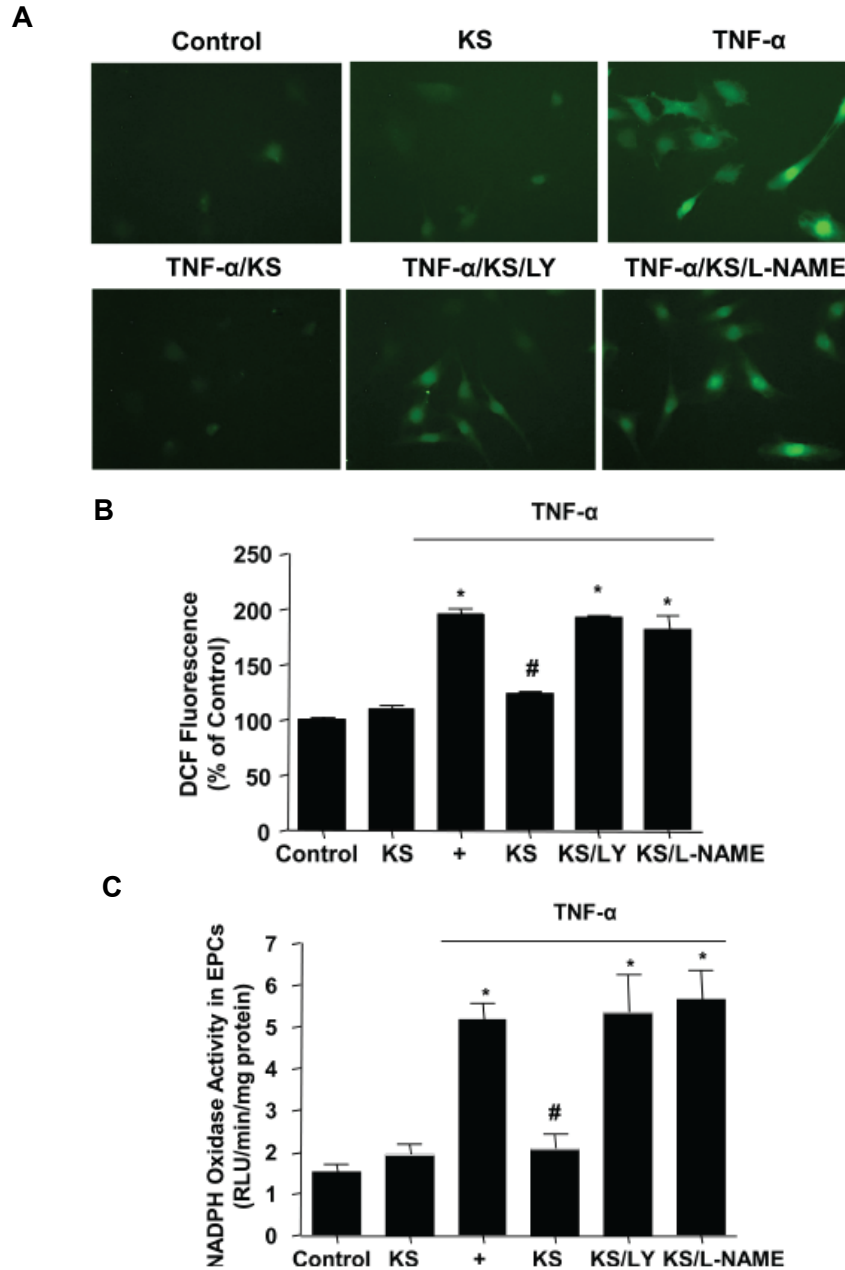 A
Control KS TNF-α
TNF-α/KS TNF-α/KS/LY TNF-α/KS/L-NAME
B
TNF-α
DCF Fluorescence
(% of Control)
250
200
150
100
50
0
*
#
*
*
Control KS + KS KS/LY KS/L-NAME
C
TNF-α
NADPH Oxidase Activity in EPCs
(RLU/min/mg protein)
7
6
5
4
3
2
1
0
*
#
*
*
Control KS + KS KS/LY KS/L-NAME